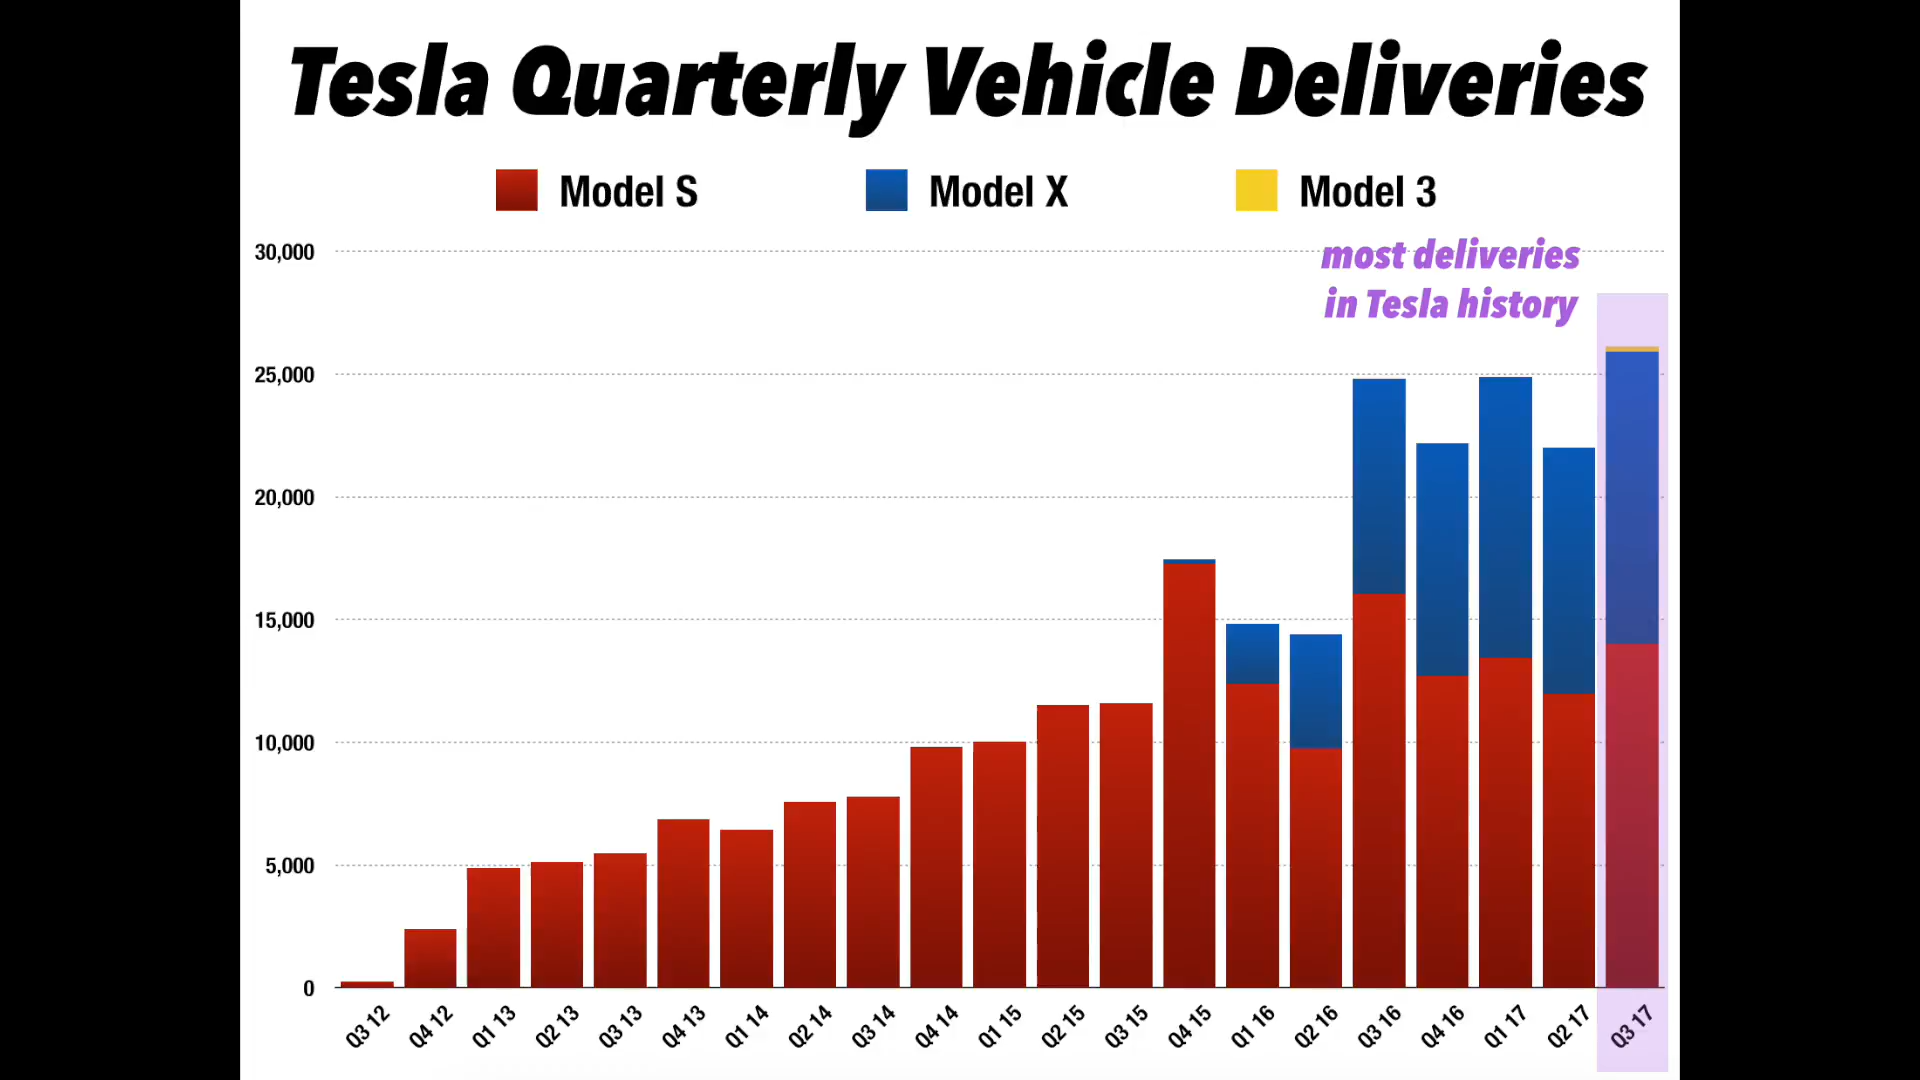 Tesla Quarterly Vehicle Deliveries
Model S
Model X
Model 3
most deliveries
in Tesla history
30,000
25,000
20,000
15,000
10,000
5,000
0
Q3 12
Q4 12
Q1 13
Q2 13
Q3 13
Q4 13
Q1 14
Q2 14
Q3 14
Q4 14
Q1 15
Q2 15
Q3 15
Q4 15
Q1 16
Q2 16
Q3 16
Q4 16
Q1 17
Q2 17
Q3 17